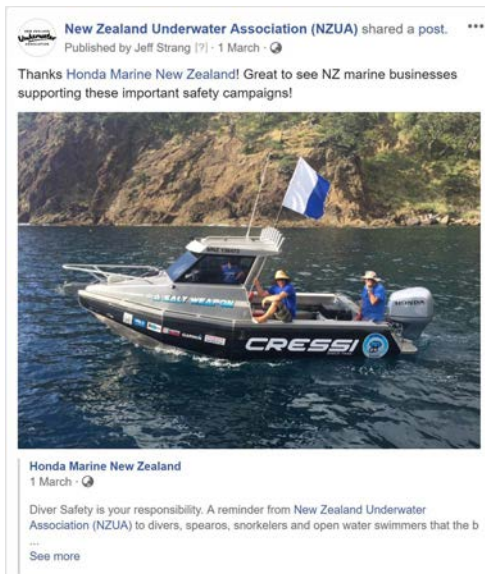 New Zealand Underwater Association (NZUA) shared a post.
Published by Jeff Strang [?] · 1 March ·
Thanks Honda Marine New Zealand! Great to see NZ marine businesses
supporting these important safety campaigns!
SALT WEAPON
HONDA
CRESSI
Honda Marine New Zealand
1 March ·
Diver Safety is your responsibility. A reminder from New Zealand Underwater
Association (NZUA) to divers, spearos, snorkelers and open water swimmers that the b
...
See more